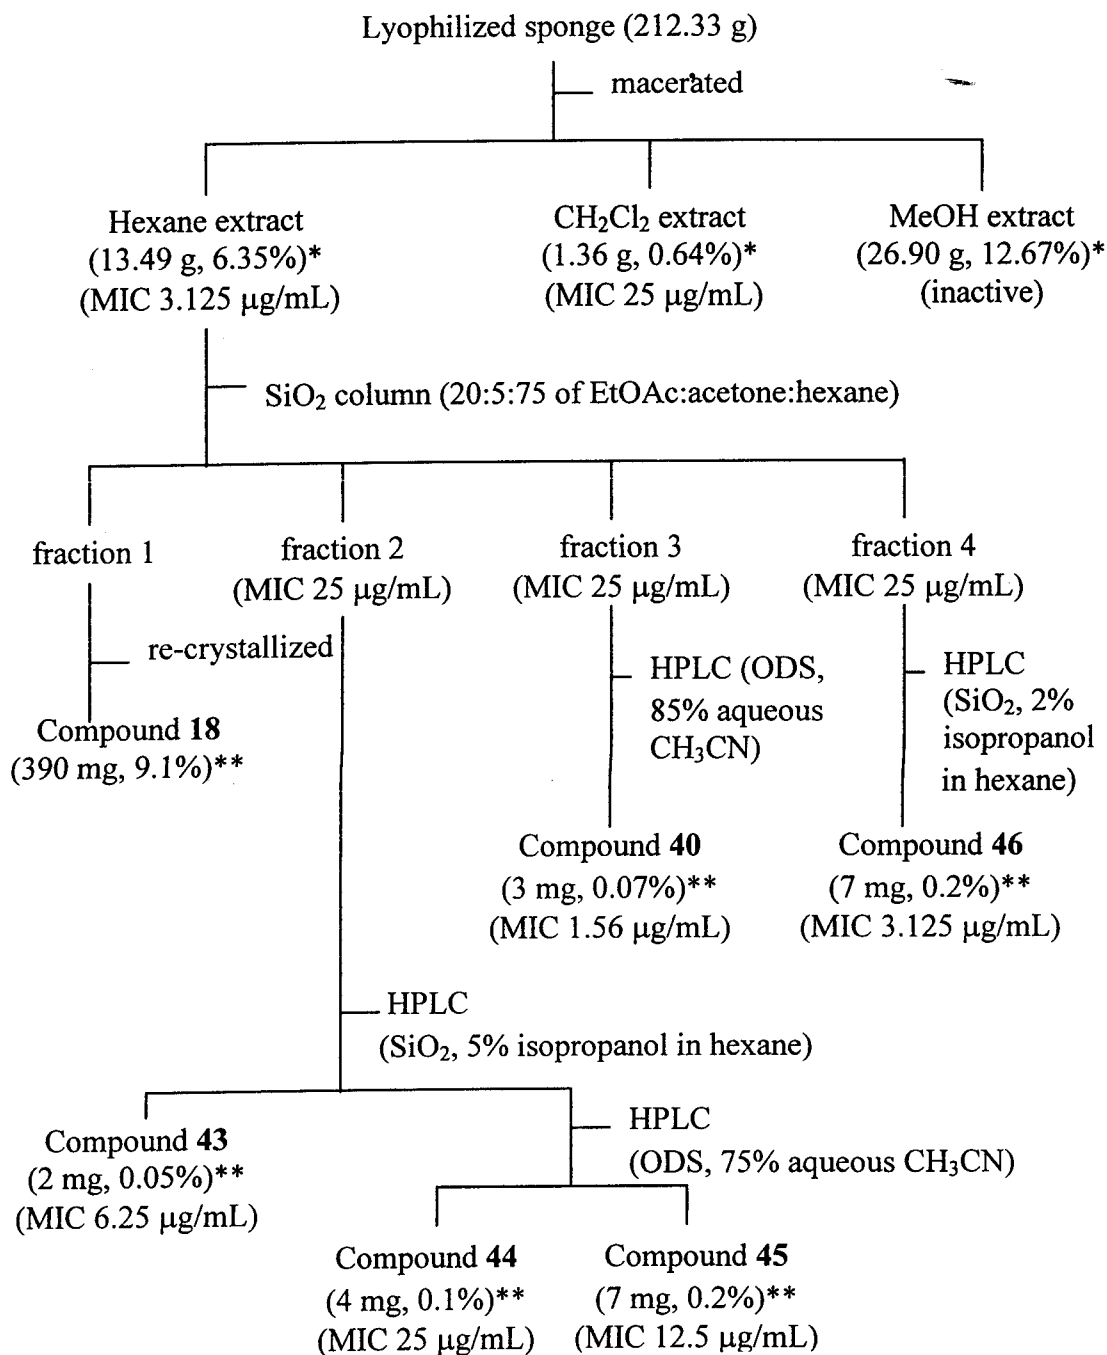 Lyophilized sponge (212.33 g)
macerated
Hexane extract
(13.49 g, 6.35%)*
(MIC 3.125 μg/mL)
CH₂Cl₂ extract
(1.36 g, 0.64%)*
(MIC 25 μg/mL)
MeOH extract
(26.90 g, 12.67%)*
(inactive)
SiO₂ column (20:5:75 of EtOAc:acetone:hexane)
fraction 1
fraction 2
(MIC 25 μg/mL)
fraction 3
(MIC 25 μg/mL)
fraction 4
(MIC 25 μg/mL)
re-crystallized
HPLC (ODS,
85% aqueous
CH₃CN)
HPLC
(SiO₂, 2%
isopropanol
in hexane)
Compound 18
(390 mg, 9.1%)**
Compound 40
(3 mg, 0.07%)**
(MIC 1.56 μg/mL)
Compound 46
(7 mg, 0.2%)**
(MIC 3.125 μg/mL)
HPLC
(SiO₂, 5% isopropanol in hexane)
Compound 43
(2 mg, 0.05%)**
(MIC 6.25 μg/mL)
HPLC
(ODS, 75% aqueous CH₃CN)
Compound 44
(4 mg, 0.1%)**
(MIC 25 μg/mL)
Compound 45
(7 mg, 0.2%)**
(MIC 12.5 μg/mL)